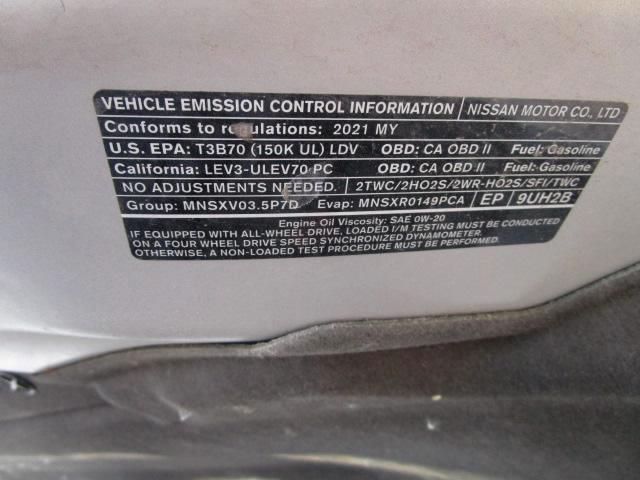 VEHICLE EMISSION CONTROL INFORMATION NISSAN MOTOR CO., LTD
Conforms to regulations: 2021 MY
U.S. EPA: T3B70 (150K UL) LDV OBD: CA OBD II Fuel: Gasoline
California: LEV3-ULEV70 PC OBD: CA OBD II Fuel: Gasoline
NO ADJUSTMENTS NEEDED. 2TWC/2HO2S/2WR-HO2S/SFI/TWC
Group: MNSXV03.5P7D Evap: MNSXR0149PCA EP 9UH2B
Engine Oil Viscosity: SAE 0W-20
IF EQUIPPED WITH ALL-WHEEL DRIVE, LOADED I/M TESTING MUST BE CONDUCTED
ON A FOUR WHEEL DRIVE SPEED SYNCHRONIZED DYNAMOMETER.
OTHERWISE, A NON-LOADED TEST MUST BE PERFORMED.